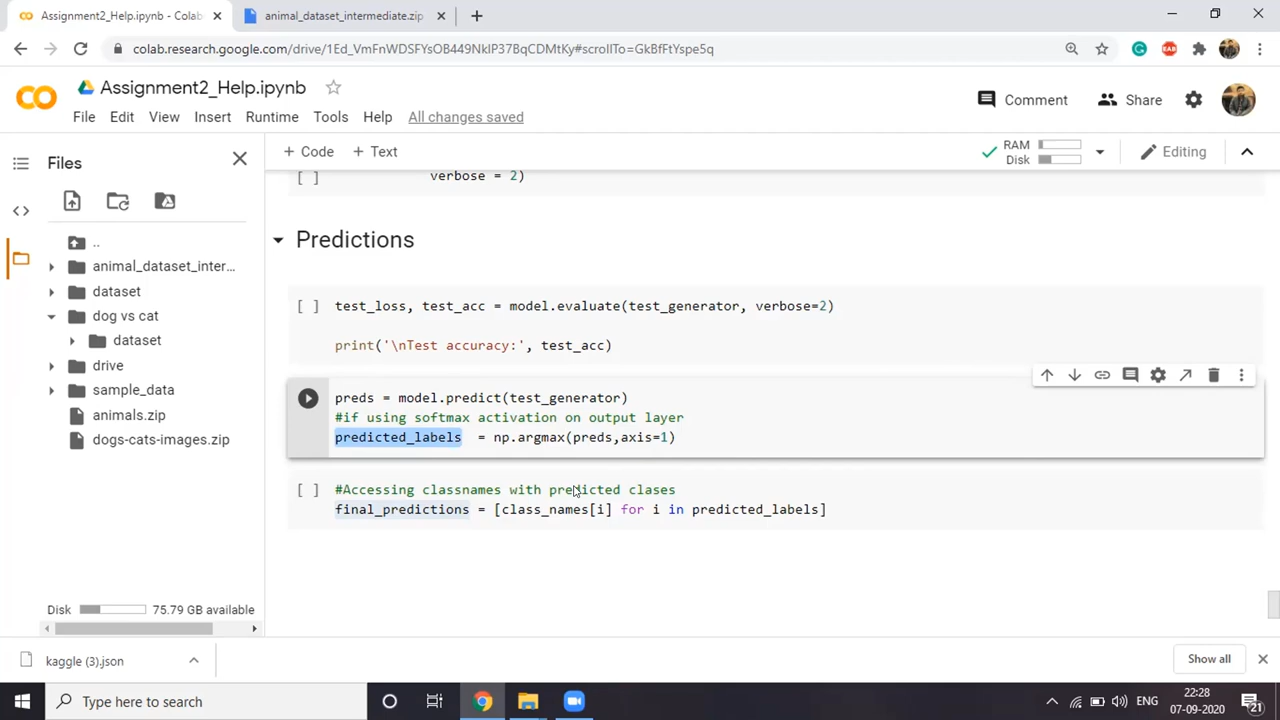 Assignment2_Help.ipynb - Colab
animal_dataset_intermediate.zip
colab.research.google.com/drive/1Ed_VmFnWDSFYsOB449NklP37BqCDMtKy#scrollTo=GkBfFtYspe5q
Assignment2_Help.ipynb
Comment
Share
File Edit View Insert Runtime Tools Help All changes saved
Files
+ Code + Text
RAM
Disk
Editing
[ ] verbose = 2)
Predictions
..
animal_dataset_inter...
dataset
dog vs cat
dataset
drive
sample_data
animals.zip
dogs-cats-images.zip
[ ] test_loss, test_acc = model.evaluate(test_generator, verbose=2)
print('\nTest accuracy:', test_acc)
preds = model.predict(test_generator)
#if using softmax activation on output layer
predicted_labels = np.argmax(preds,axis=1)
[ ] #Accessing classnames with predicted clases
final_predictions = [class_names[i] for i in predicted_labels]
Disk 75.79 GB available
kaggle (3).json
Show all
Type here to search
ENG
22:28
07-09-2020
21